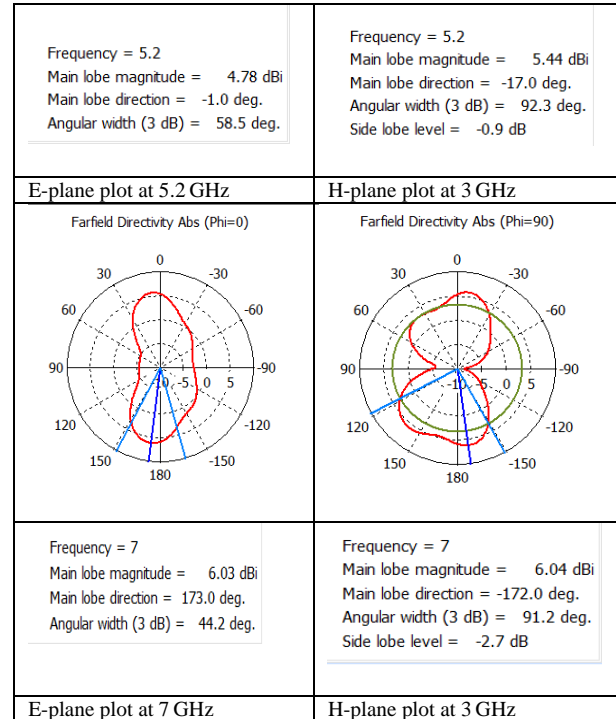 Frequency = 5.2
Main lobe magnitude = 4.78 dBi
Main lobe direction = -1.0 deg.
Angular width (3 dB) = 58.5 deg.
Frequency = 5.2
Main lobe magnitude = 5.44 dBi
Main lobe direction = -17.0 deg.
Angular width (3 dB) = 92.3 deg.
Side lobe level = -0.9 dB
E-plane plot at 5.2 GHz
H-plane plot at 3 GHz
Farfield Directivity Abs (Phi=0)
0
30 -30
60 -60
90 -5 0 5 -90
120 -120
150 -150
180
Farfield Directivity Abs (Phi=90)
0
30 -30
60 -60
90 -5 0 5 -90
120 -120
150 -150
180
Frequency = 7
Main lobe magnitude = 6.03 dBi
Main lobe direction = 173.0 deg.
Angular width (3 dB) = 44.2 deg.
Frequency = 7
Main lobe magnitude = 6.04 dBi
Main lobe direction = -172.0 deg.
Angular width (3 dB) = 91.2 deg.
Side lobe level = -2.7 dB
E-plane plot at 7 GHz
H-plane plot at 3 GHz